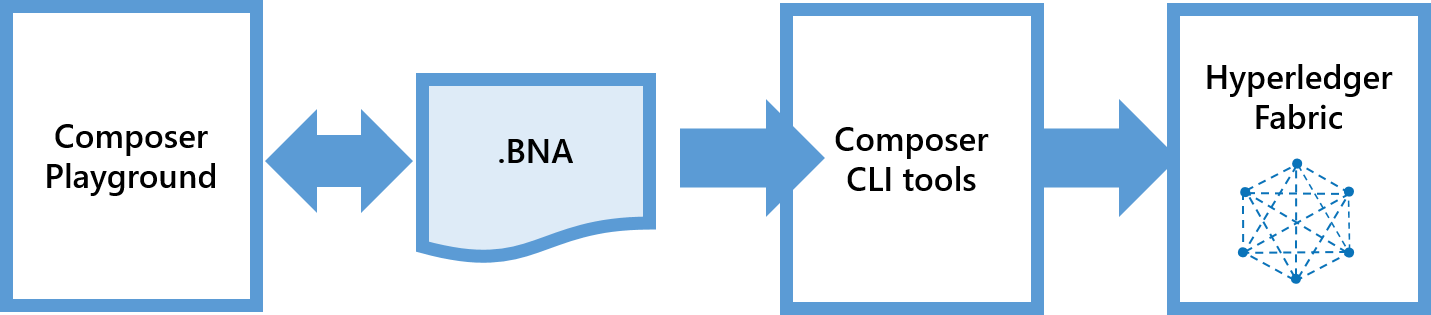 Composer
Playground
.BNA
Composer
CLI tools
Hyperledger
Fabric